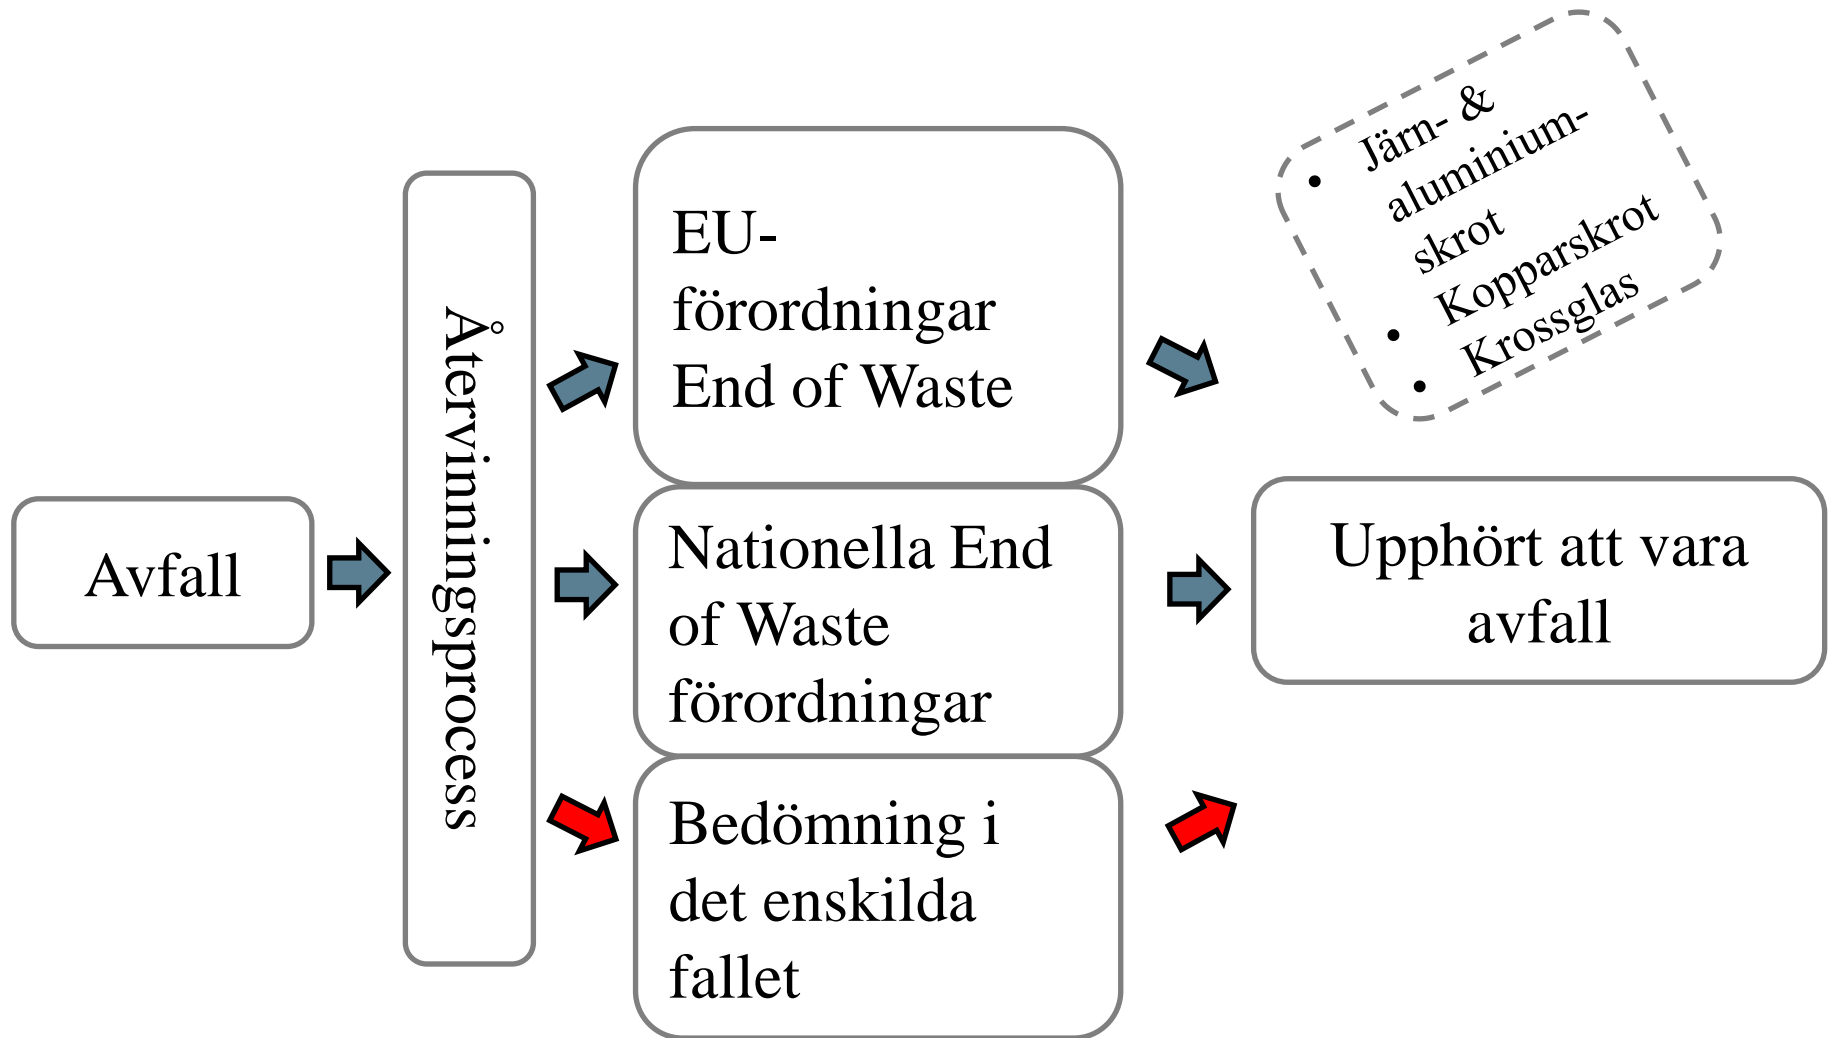 Avfall
Återvinningsprocess
EU-
förordningar
End of Waste
Nationella End
of Waste
förordningar
Bedömning i
det enskilda
fallet
• Järn- &
aluminium-
skrot
• Kopparskrot
• Krossglas
Upphört att vara
avfall